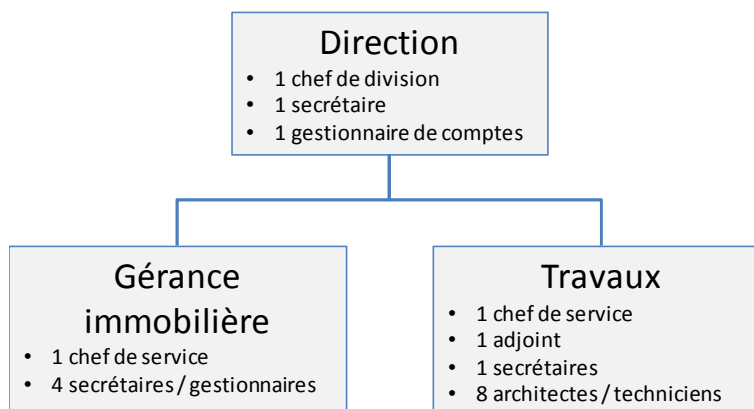 Direction
• 1 chef de division
• 1 secrétaire
• 1 gestionnaire de comptes
Gérance
immobilière
• 1 chef de service
• 4 secrétaires / gestionnaires
Travaux
• 1 chef de service
• 1 adjoint
• 1 secrétaires
• 8 architectes / techniciens